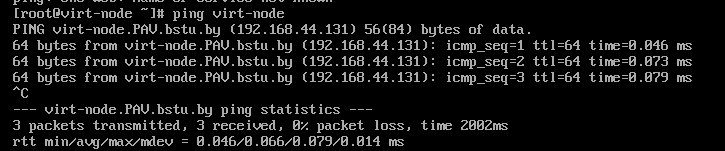 [root@virt-node ~]# ping virt-node
PING virt-node.PAV.bstu.by (192.168.44.131) 56(84) bytes of data.
64 bytes from virt-node.PAV.bstu.by (192.168.44.131): icmp_seq=1 ttl=64 time=0.046 ms
64 bytes from virt-node.PAV.bstu.by (192.168.44.131): icmp_seq=2 ttl=64 time=0.073 ms
64 bytes from virt-node.PAV.bstu.by (192.168.44.131): icmp_seq=3 ttl=64 time=0.079 ms
^C
--- virt-node.PAV.bstu.by ping statistics ---
3 packets transmitted, 3 received, 0% packet loss, time 2002ms
rtt min/avg/max/mdev = 0.046/0.066/0.079/0.014 ms